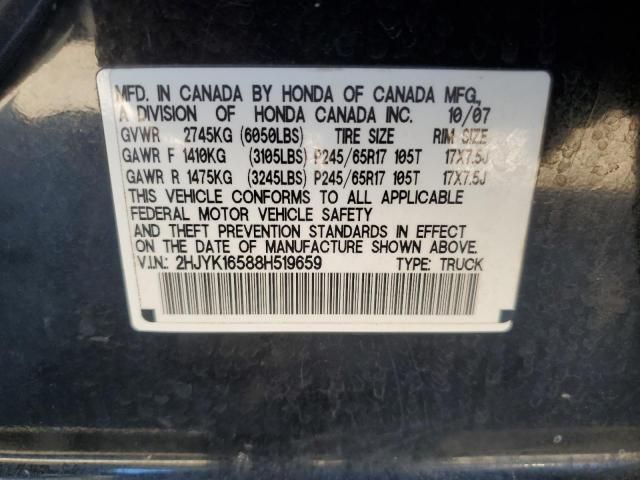 MFD. IN CANADA BY HONDA OF CANADA MFG.,
A DIVISION OF HONDA CANADA INC. 10/07
GVWR 2745KG (6050LBS) TIRE SIZE RIM SIZE
GAWR F 1410KG (3105LBS) P245/65R17 105T 17X7.5J
GAWR R 1475KG (3245LBS) P245/65R17 105T 17X7.5J
THIS VEHICLE CONFORMS TO ALL APPLICABLE
FEDERAL MOTOR VEHICLE SAFETY
AND THEFT PREVENTION STANDARDS IN EFFECT
ON THE DATE OF MANUFACTURE SHOWN ABOVE.
V.I.N.: 2HJYK16588H519659 TYPE: TRUCK